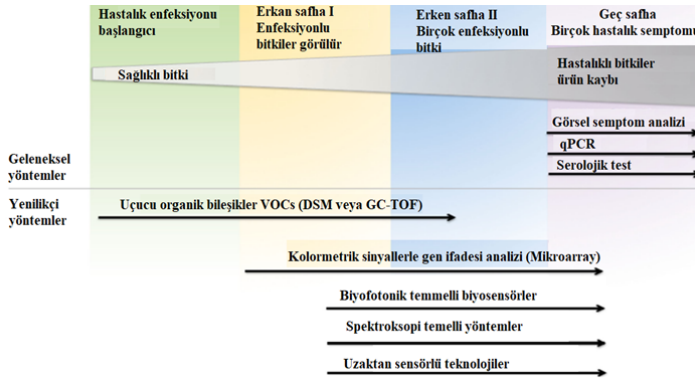 Hastalık enfeksiyonu
başlangıcı
Erkan safha I
Enfeksiyonlu
bitkiler görülür
Erken safha II
Birçok enfeksiyonlu
bitki
Geç safha
Birçok hastalık semptomu
Sağlıklı bitki
Hastalıklı bitkiler
ürün kaybı
Görsel semptom analizi
qPCR
Serolojik test
Geleneksel
yöntemler
Yenilikçi
yöntemler
Uçucu organik bileşikler VOCs (DSM veya GC-TOF)
Kolormetrik sinyallerle gen ifadesi analizi (Mikroarray)
Biyofotonik temmelli biyosensörler
Spektroksopi temelli yöntemler
Uzaktan sensörlü teknolojiler